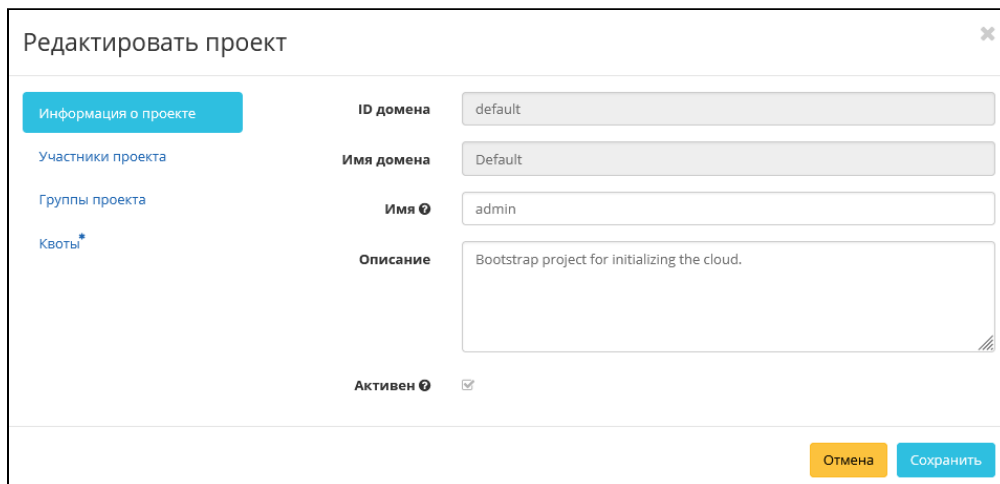 Редактировать проект
Информация о проекте
Участники проекта
Группы проекта
Квоты*
ID домена
default
Имя домена
Default
Имя
admin
Описание
Bootstrap project for initializing the cloud.
Активен
Отмена
Сохранить